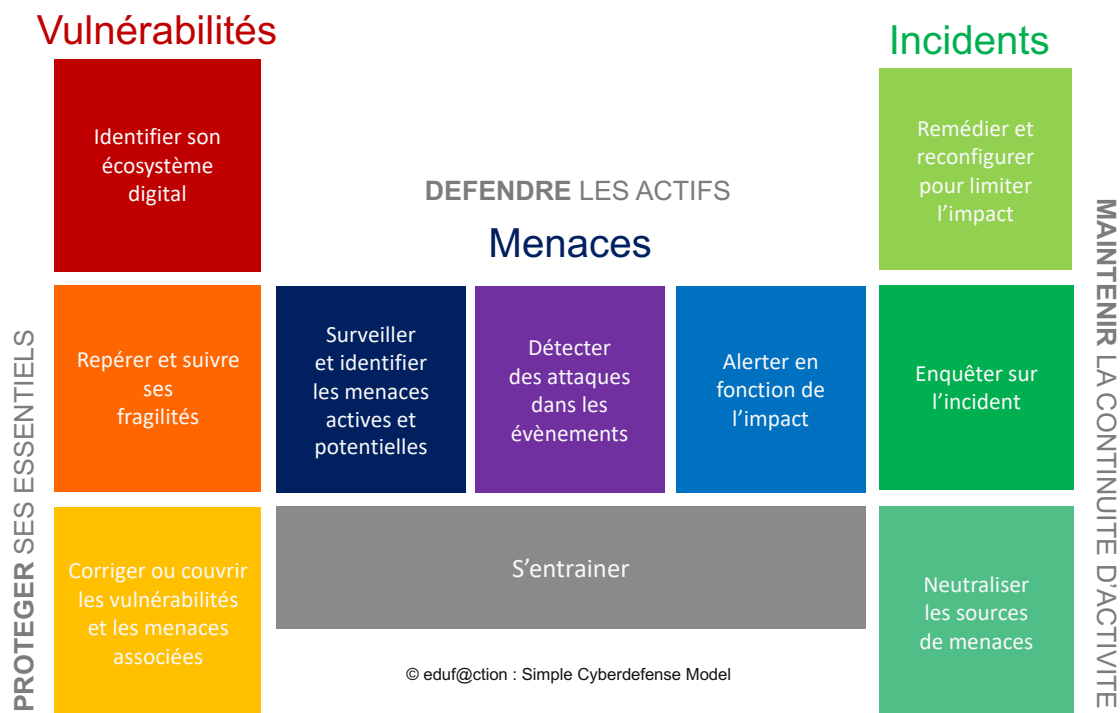 Vulnérabilités
Identifier son
écosystème
digital
Repérer et suivre
ses
fragilités
Corriger ou couvrir
les vulnérabilités
et les menaces
associées
PROTEGER SES ESSENTIELS
DEFENDRE LES ACTIFS
Menaces
Surveiller
et identifier
les menaces
actives et
potentielles
Détecter
des attaques
dans les
évènements
Alerter en
fonction de
l’impact
S’entrainer
© eduf@ction : Simple Cyberdefense Model
Incidents
Remédier et
reconfigurer
pour limiter
l’impact
Enquêter sur
l’incident
Neutraliser
les sources
de menaces
MAINTENIR LA CONTINUITE D’ACTIVITE